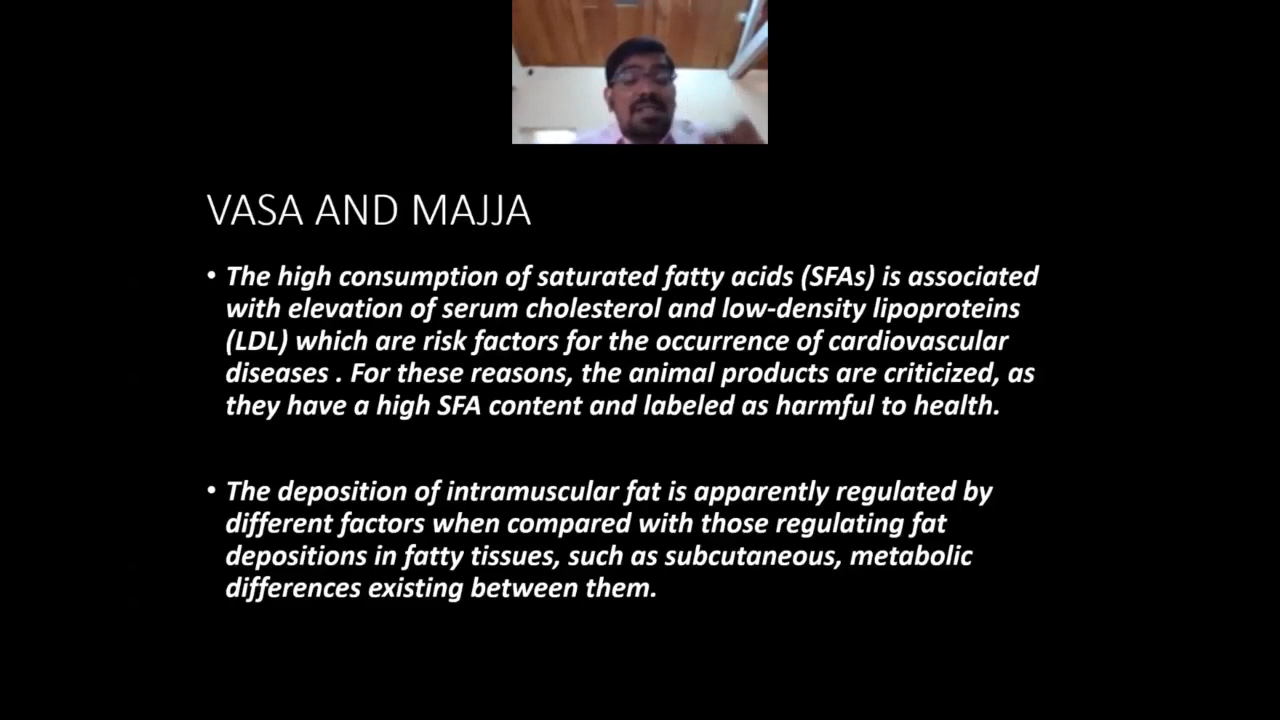 VASA AND MAJJA
• The high consumption of saturated fatty acids (SFAs) is associated
with elevation of serum cholesterol and low-density lipoproteins
(LDL) which are risk factors for the occurrence of cardiovascular
diseases . For these reasons, the animal products are criticized, as
they have a high SFA content and labeled as harmful to health.
• The deposition of intramuscular fat is apparently regulated by
different factors when compared with those regulating fat
depositions in fatty tissues, such as subcutaneous, metabolic
differences existing between them.